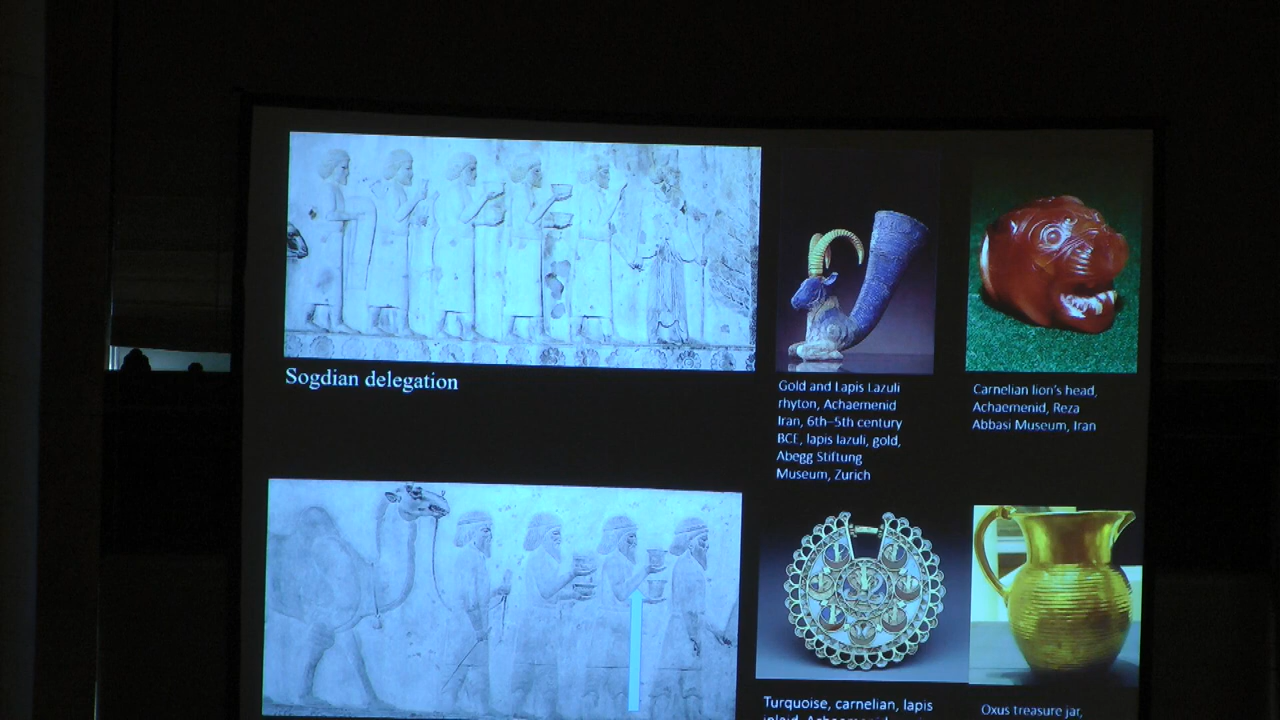 Sogdian delegation
Gold and Lapis Lazuli
rhyton, Achaemenid
Iran, 6th-5th century
BCE, lapis lazuli, gold,
Abegg Stiftung
Museum, Zurich
Carnelian lion's head,
Achaemenid, Reza
Abbasi Museum, Iran
Turquoise, carnelian, lapis
Oxus treasure jar,